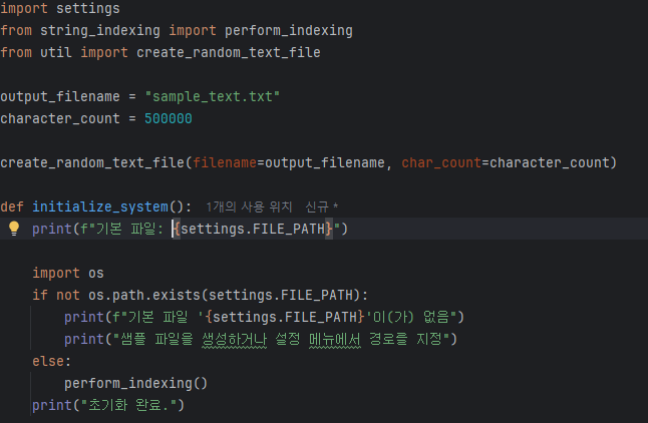 import settings
from string_indexing import perform_indexing
from util import create_random_text_file
output_filename = "sample_text.txt"
character_count = 500000
create_random_text_file(filename=output_filename, char_count=character_count)
def initialize_system():  1개의 사용 위치  신규 *
    print(f"기본 파일: {settings.FILE_PATH}")
    import os
    if not os.path.exists(settings.FILE_PATH):
        print(f"기본 파일 '{settings.FILE_PATH}'이(가) 없음")
        print("샘플 파일을 생성하거나 설정 메뉴에서 경로를 지정")
    else:
        perform_indexing()
    print("초기화 완료.")